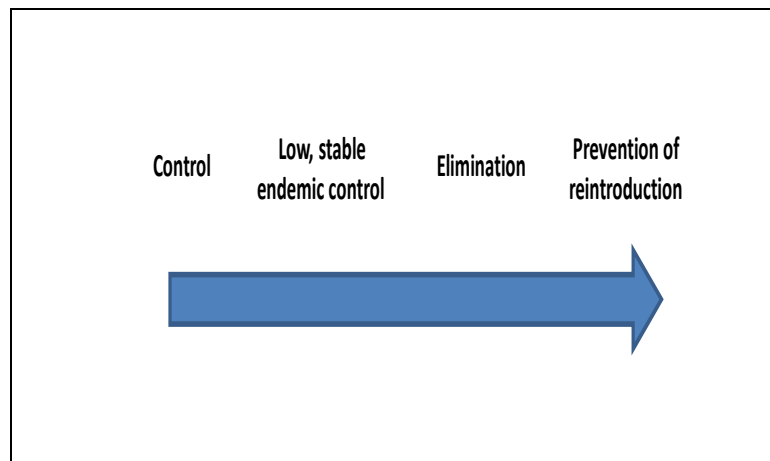 Control
Low, stable
endemic control
Elimination
Prevention of
reintroduction